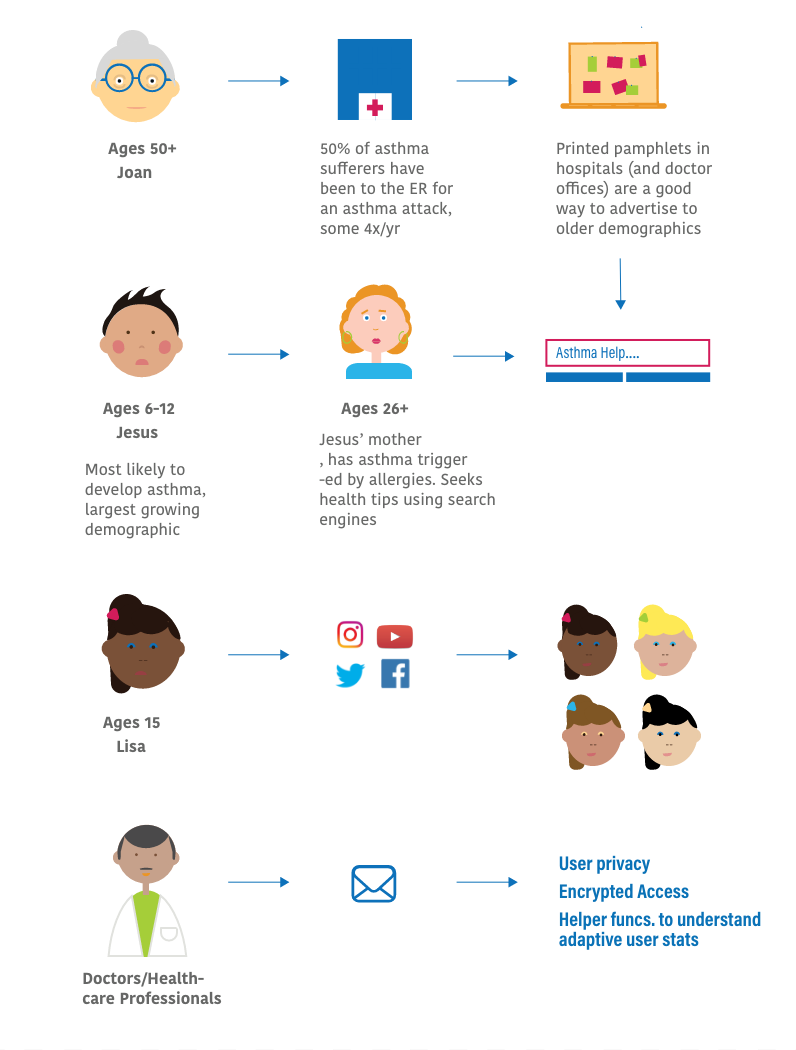 Ages 50+
Joan
50% of asthma
sufferers have
been to the ER for
an asthma attack,
some 4x/yr
Printed pamphlets in
hospitals (and doctor
offices) are a good
way to advertise to
older demographics
Asthma Help....
Ages 6-12
Jesus
Most likely to
develop asthma,
largest growing
demographic
Ages 26+
Jesus’ mother
, has asthma trigger
-ed by allergies. Seeks
health tips using search
engines
Ages 15
Lisa
Doctors/Health-
care Professionals
User privacy
Encrypted Access
Helper funcs. to understand
adaptive user stats